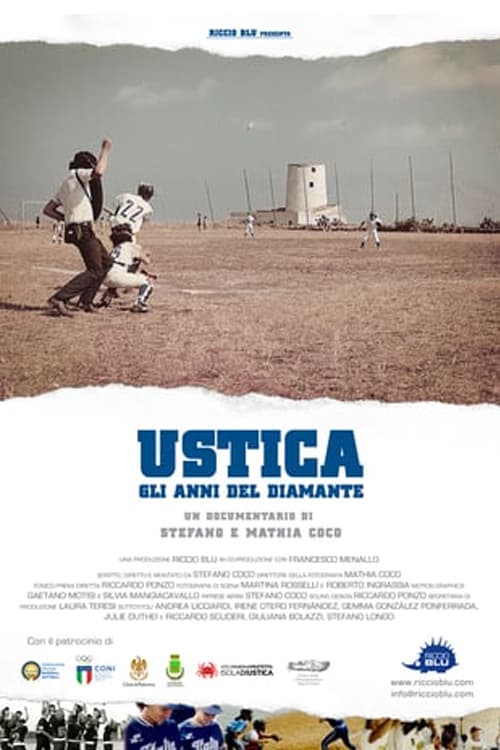 RICCIO BLU PRESENTA
22
USTICA
GLI ANNI DEL DIAMANTE
UN DOCUMENTARIO DI
STEFANO E MATHIA COCO
UNA PRODUZIONE RICCIO BLU IN CO-PRODUZIONE CON FRANCESCO MENALLO
SCRITTO, DIRETTO E MONTATO DA STEFANO COCO DIRETTORE DELLA FOTOGRAFIA MATHIA COCO
FONICO PRESA DIRETTA RICCARDO PONZO FOTOGRAFIA DI SCENA MARTINA ROSSELLI E ROBERTO INGRASSIA MOTION GRAPHICS
GAETANO MOTISI E SILVIA MANGIACAVALLO RIPRESE AEREE STEFANO COCO SOUND DESIGN RICCARDO PONZO SEGRETARIA DI
PRODUZIONE LAURA TERESI SOTTOTITOLI ANDREA LICCIARDI, IRENE OTERO FERNÁNDEZ, GEMMA GONZÁLEZ PONFERRADA,
JULIE DUTHEI E RICCARDO SCUDERI, GIULIANA BOLAZZI, STEFANO LONGO
Con il patrocinio di
CONI
ISOLA DI USTICA
RICCIO
BLU
www.riccioblu.com
info@riccioblu.com